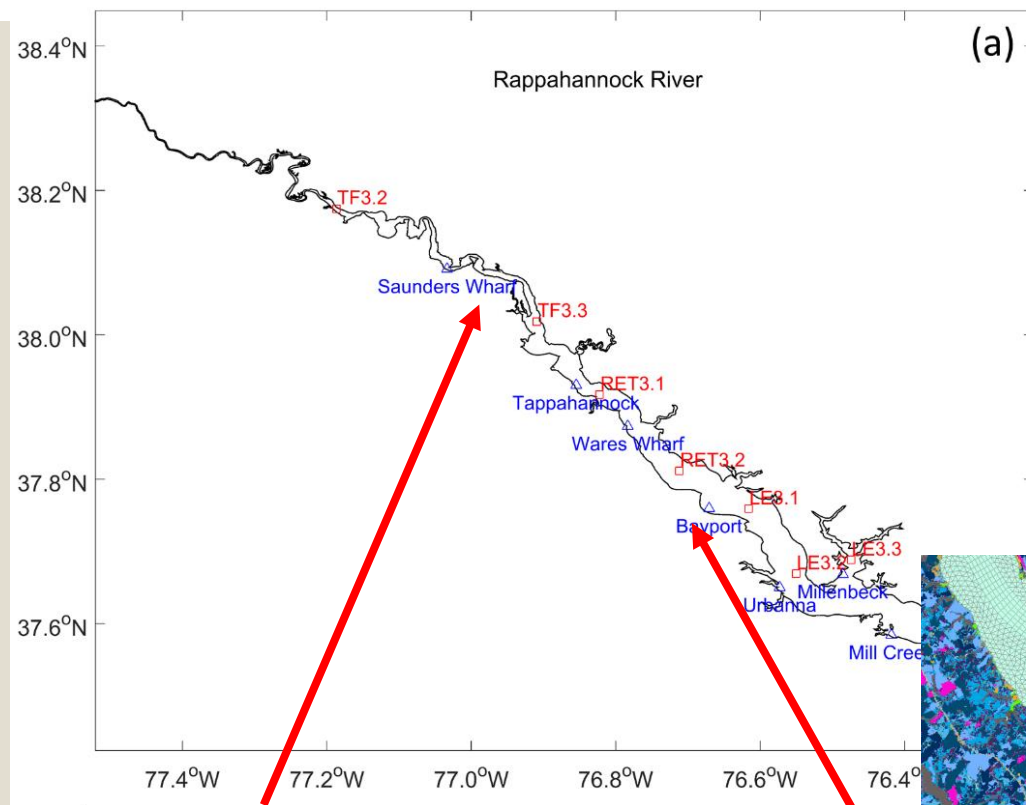 38.4°N
(a)
Rappahannock River
38.2°N
TF3.2
Saunders Wharf
38.0°N
TF3.3
RET3.1
Tappahannock
Wares Wharf
37.8°N
RET3.2
LE3.1
Bayport
LE3.3
LE3.2
Millenbeck
Urbanna
37.6°N
Mill Cree
77.4°W 77.2°W 77.0°W 76.8°W 76.6°W 76.4°